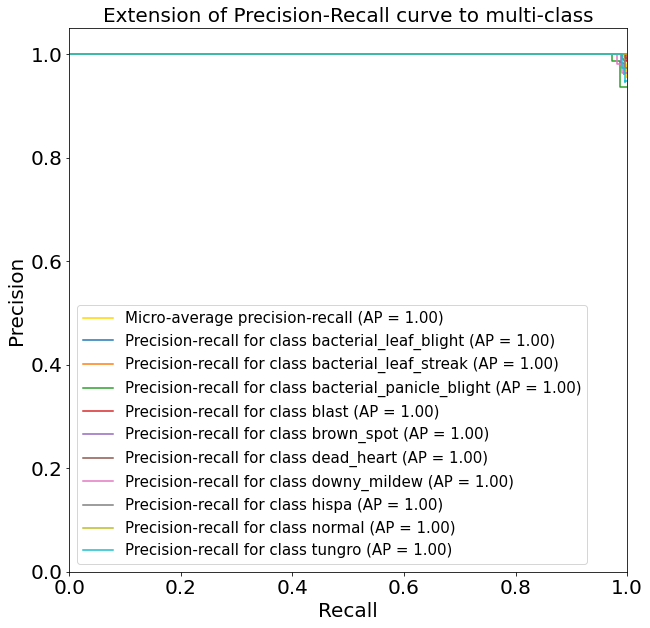 Extension of Precision-Recall curve to multi-class
1.0
0.8
0.6
0.4
0.2
0.0
Precision
Micro-average precision-recall (AP = 1.00)
Precision-recall for class bacterial_leaf_blight (AP = 1.00)
Precision-recall for class bacterial_leaf_streak (AP = 1.00)
Precision-recall for class bacterial_panicle_blight (AP = 1.00)
Precision-recall for class blast (AP = 1.00)
Precision-recall for class brown_spot (AP = 1.00)
Precision-recall for class dead_heart (AP = 1.00)
Precision-recall for class downy_mildew (AP = 1.00)
Precision-recall for class hispa (AP = 1.00)
Precision-recall for class normal (AP = 1.00)
Precision-recall for class tungro (AP = 1.00)
0.0 0.2 0.4 0.6 0.8 1.0
Recall